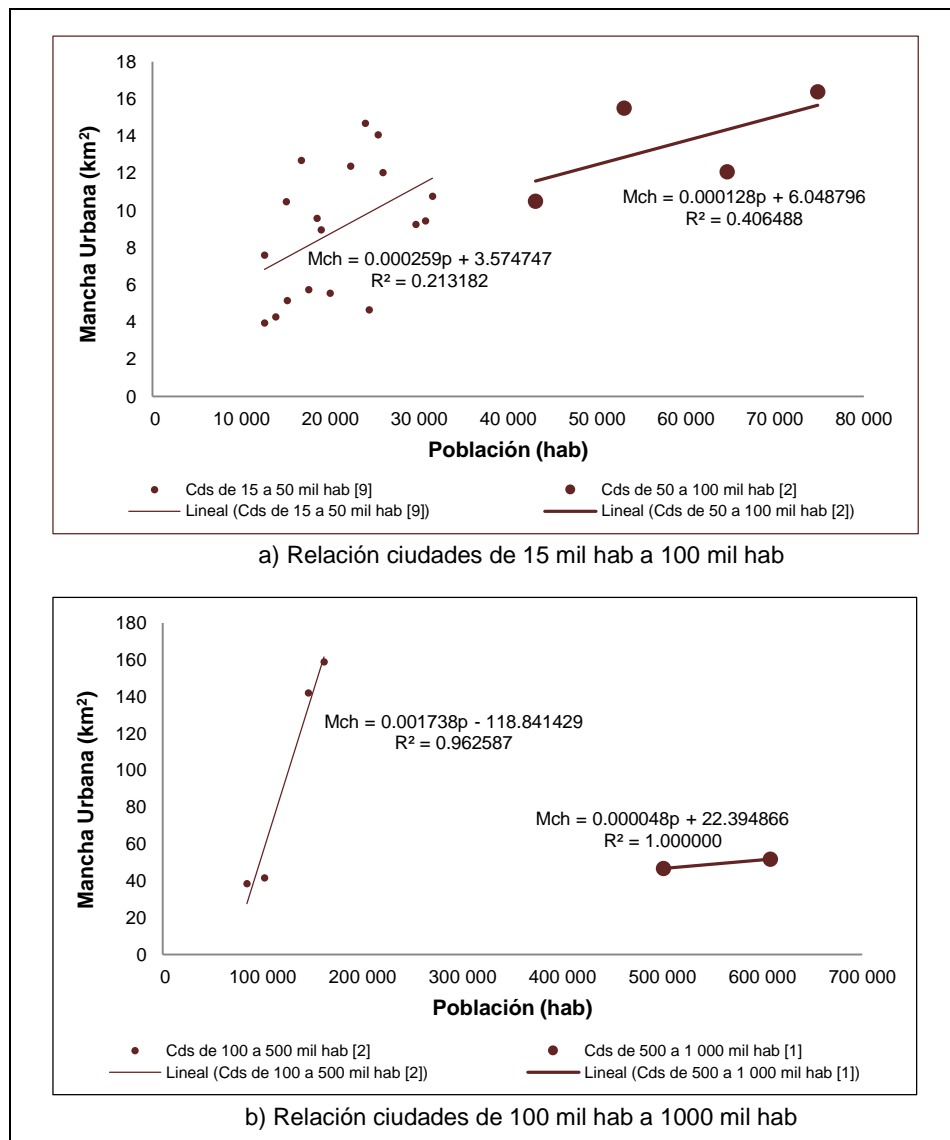 18
16
14
12
10
8
6
4
2
0
Mancha Urbana (km²)
Mch = 0.000128p + 6.048796
R² = 0.406488
Mch = 0.000259p + 3.574747
R² = 0.213182
0 10 000 20 000 30 000 40 000 50 000 60 000 70 000 80 000
Población (hab)
Cds de 15 a 50 mil hab [9] Cds de 50 a 100 mil hab [2]
Lineal (Cds de 15 a 50 mil hab [9]) Lineal (Cds de 50 a 100 mil hab [2])
a) Relación ciudades de 15 mil hab a 100 mil hab
180
160
140
120
100
80
60
40
20
0
Mancha Urbana (km²)
Mch = 0.001738p - 118.841429
R² = 0.962587
Mch = 0.000048p + 22.394866
R² = 1.000000
0 100 000 200 000 300 000 400 000 500 000 600 000 700 000
Población (hab)
Cds de 100 a 500 mil hab [2] Cds de 500 a 1 000 mil hab [1]
Lineal (Cds de 100 a 500 mil hab [2]) Lineal (Cds de 500 a 1 000 mil hab [1])
b) Relación ciudades de 100 mil hab a 1000 mil hab